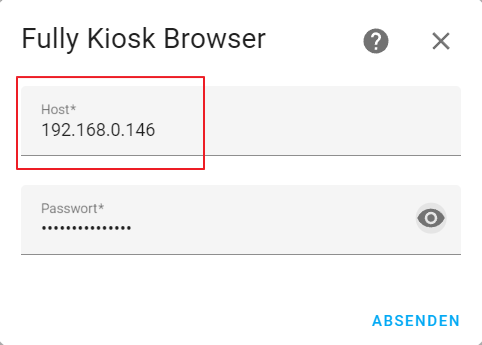 Fully Kiosk Browser
Host*
192.168.0.146
Passwort*
•••••••••••••••
ABSENDEN